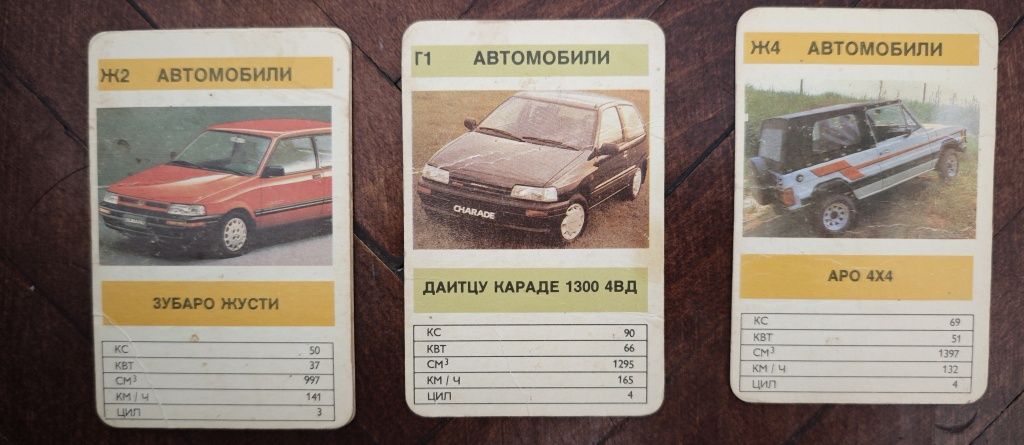 Ж2 АВТОМОБИЛИ
ЗУБАРО ЖУСТИ
КС 50
КВТ 37
СМ³ 997
КМ / Ч 141
ЦИЛ 3
Г1 АВТОМОБИЛИ
CHARADE
ДАИТЦУ КАРАДЕ 1300 4ВД
КС 90
КВТ 66
СМ³ 1295
КМ / Ч 165
ЦИЛ 4
Ж4 АВТОМОБИЛИ
АРО 4Х4
КС 69
КВТ 51
СМ³ 1397
КМ / Ч 132
ЦИЛ 4